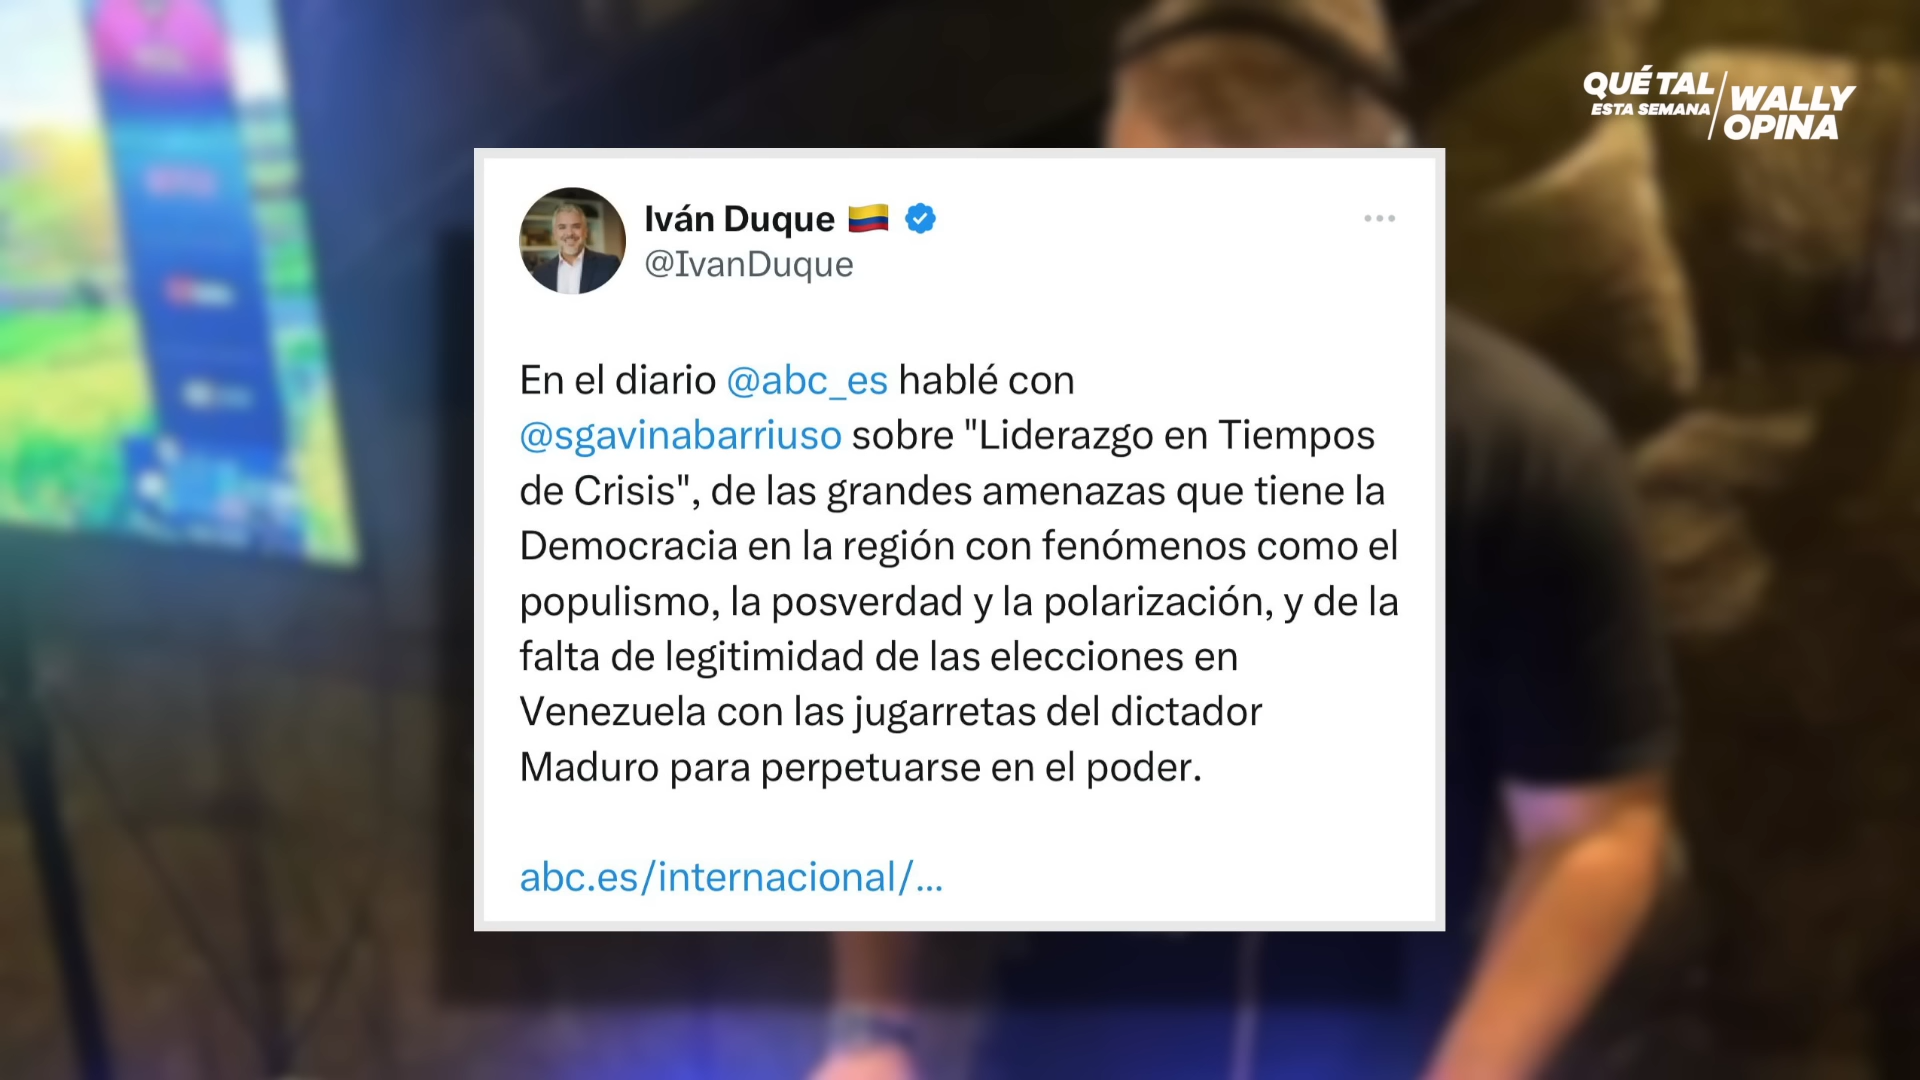 QUÉ TAL
ESTA SEMANA
WALLY
OPINA
Iván Duque
@IvanDuque
En el diario @abc_es hablé con
@sgavinabarriuso sobre "Liderazgo en Tiempos
de Crisis", de las grandes amenazas que tiene la
Democracia en la región con fenómenos como el
populismo, la posverdad y la polarización, y de la
falta de legitimidad de las elecciones en
Venezuela con las jugarretas del dictador
Maduro para perpetuarse en el poder.
abc.es/internacional/...